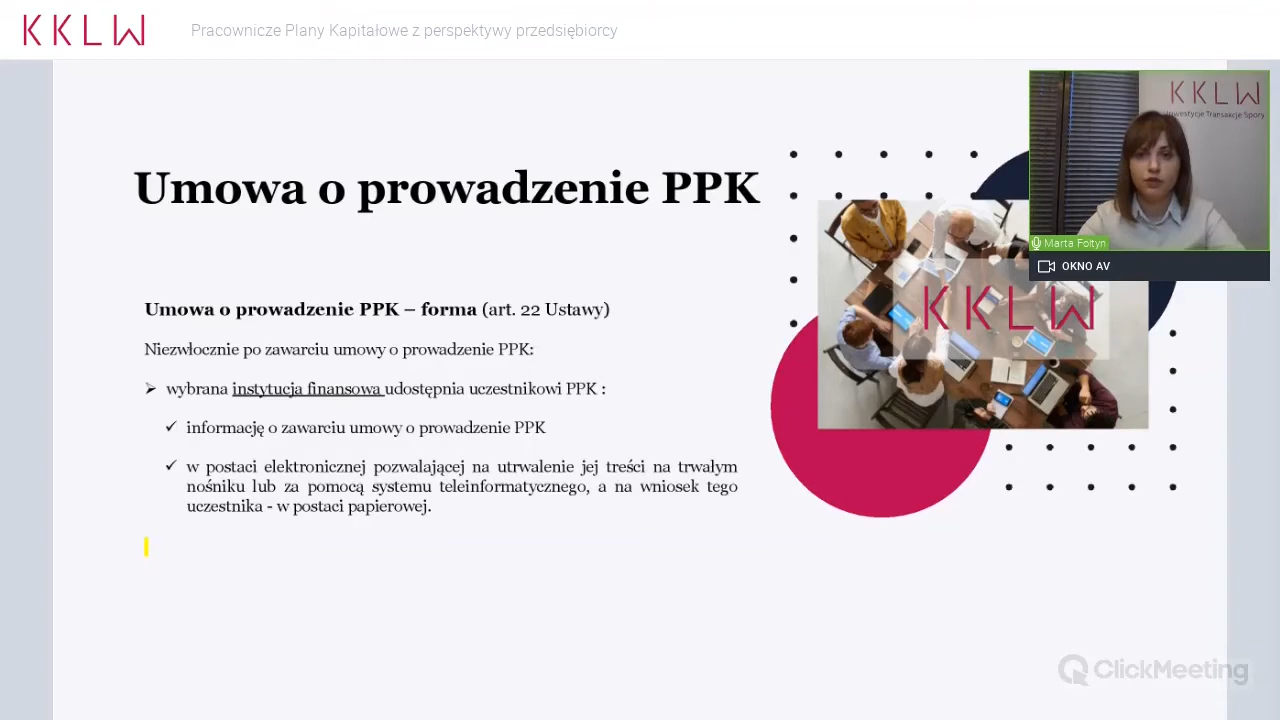 KKLW
Pracownicze Plany Kapitałowe z perspektywy przedsiębiorcy
KKLW
Inwestycje Transakcje Spory
Marta Foltyn
OKNO AV
Umowa o prowadzenie PPK
KKLW
Umowa o prowadzenie PPK – forma (art. 22 Ustawy)
Niezwłocznie po zawarciu umowy o prowadzenie PPK:
➢ wybrana instytucja finansowa udostępnia uczestnikowi PPK :
✓ informację o zawarciu umowy o prowadzenie PPK
✓ w postaci elektronicznej pozwalającej na utrwalenie jej treści na trwałym
nośniku lub za pomocą systemu teleinformatycznego, a na wniosek tego
uczestnika - w postaci papierowej.
ClickMeeting